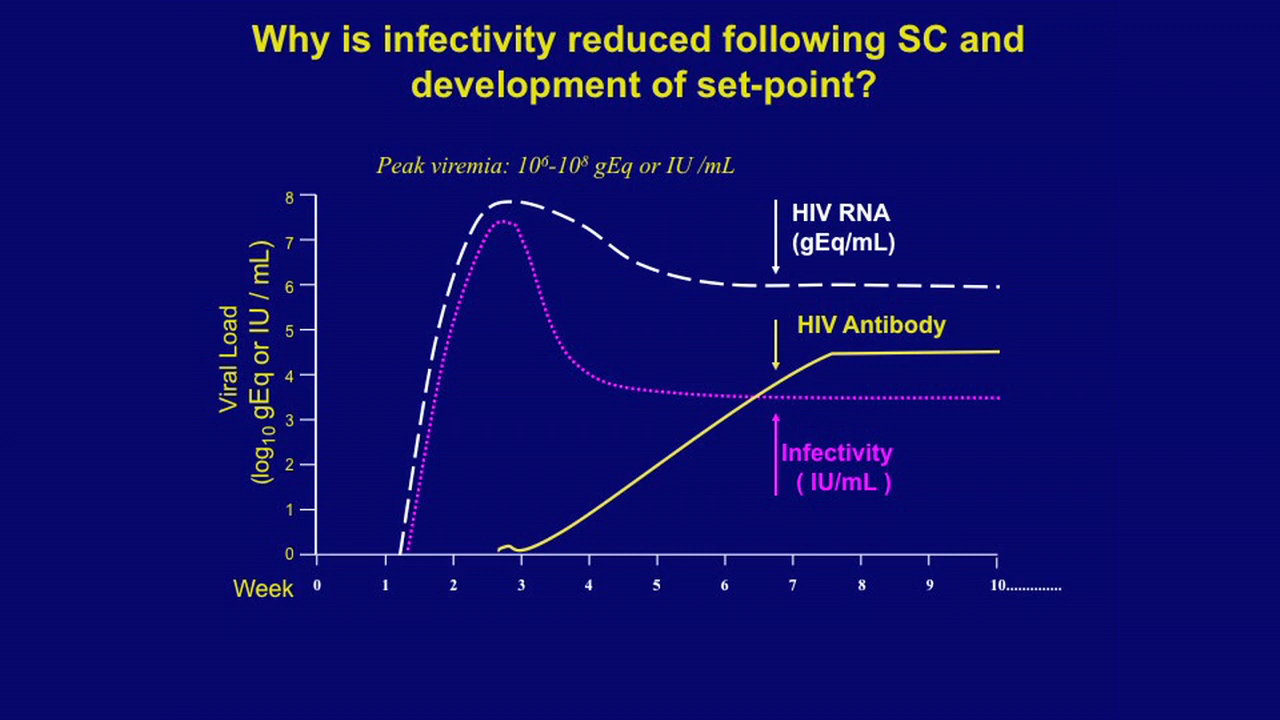 Why is infectivity reduced following SC and
development of set-point?
Peak viremia: 10⁶-10⁸ gEq or IU /mL
Viral Load
(log₁₀ gEq or IU / mL)
8
7
6
5
4
3
2
1
0
HIV RNA
(gEq/mL)
HIV Antibody
Infectivity
( IU/mL )
Week 0 1 2 3 4 5 6 7 8 9 10..............